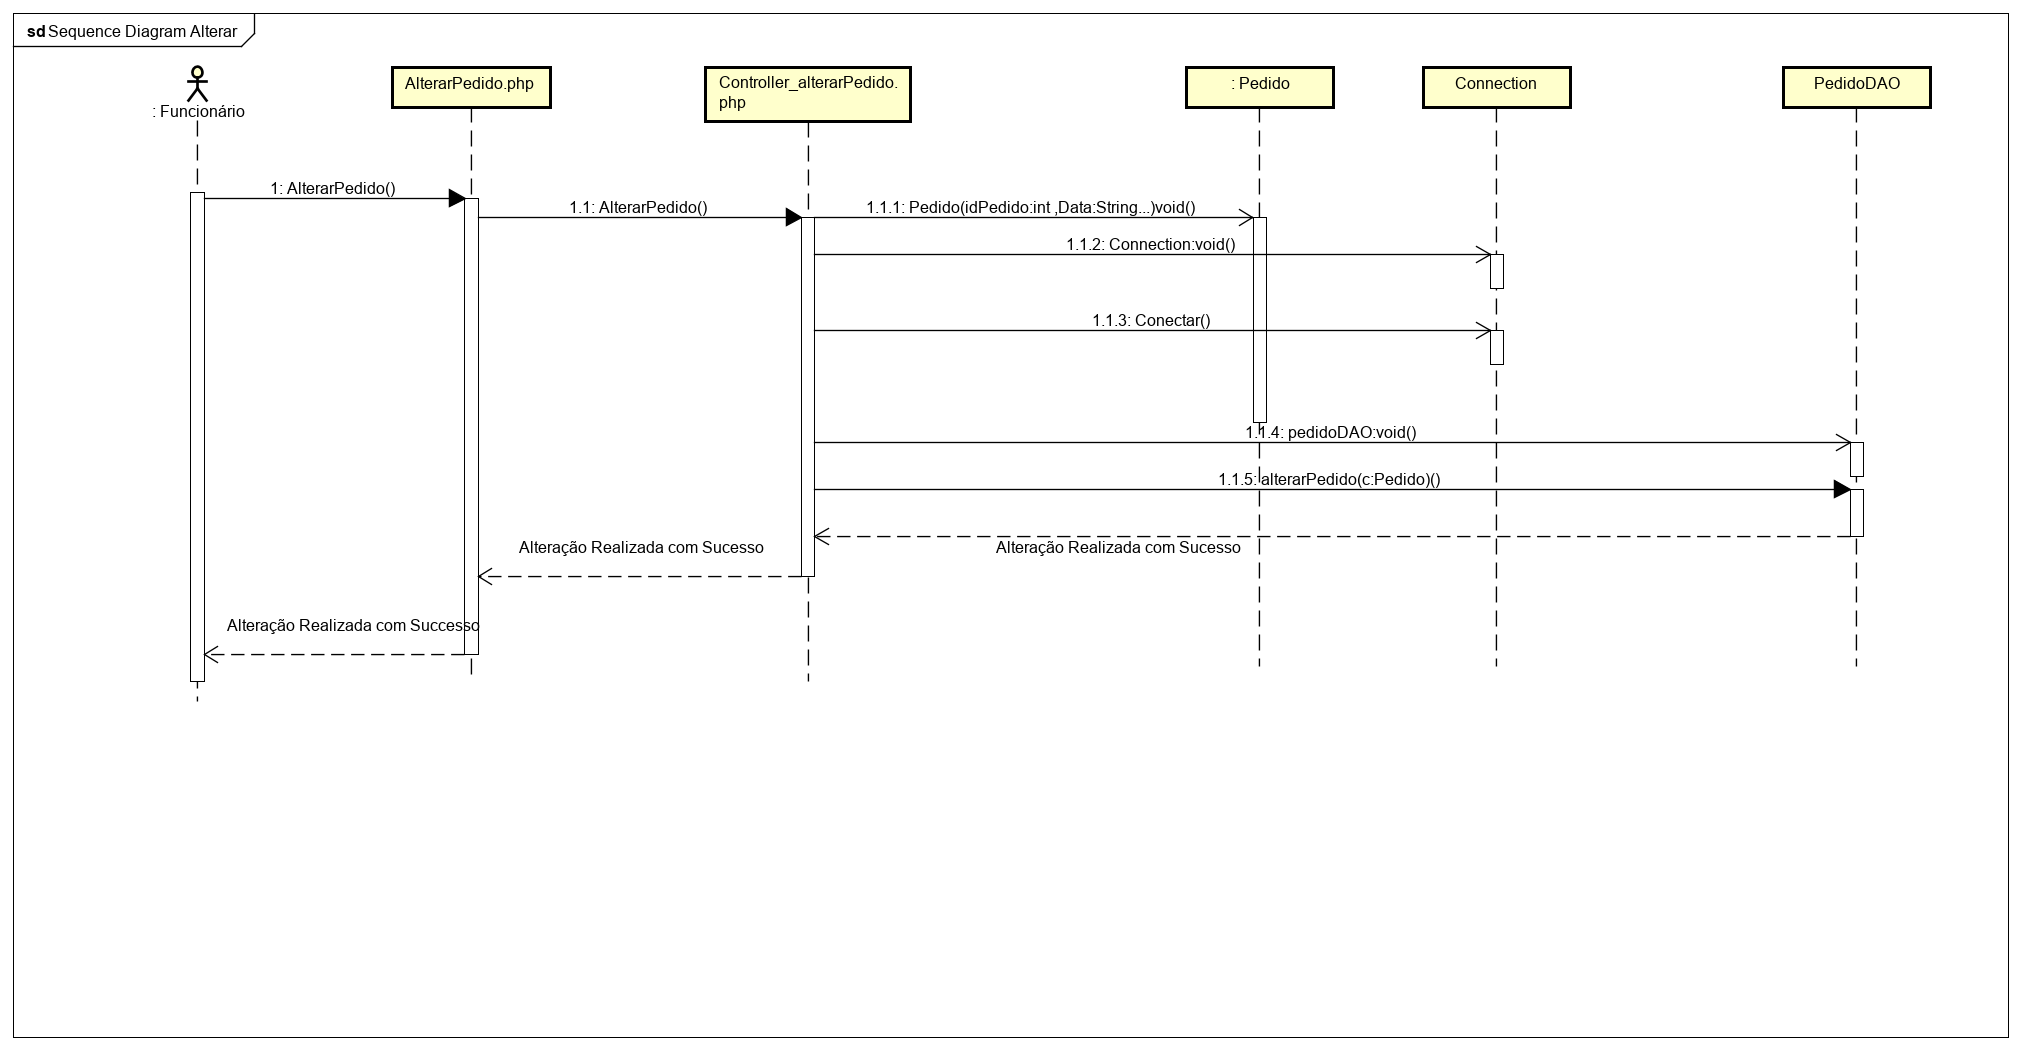 sd Sequence Diagram Alterar
: Funcionário
AlterarPedido.php
Controller_alterarPedido.
php
: Pedido
Connection
PedidoDAO
1: AlterarPedido()
1.1: AlterarPedido()
1.1.1: Pedido(idPedido:int ,Data:String...)void()
1.1.2: Connection:void()
1.1.3: Conectar()
1.1.4: pedidoDAO:void()
1.1.5: alterarPedido(c:Pedido)()
Alteração Realizada com Sucesso
Alteração Realizada com Sucesso
Alteração Realizada com Successo